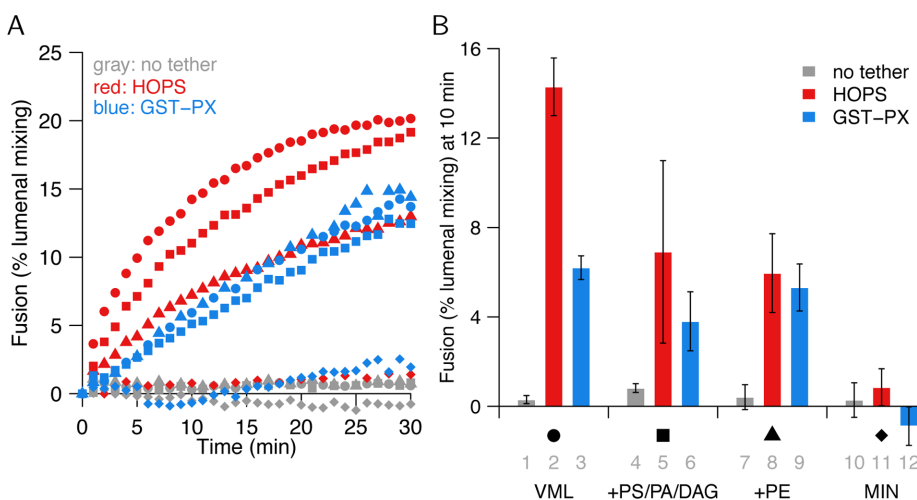 A
gray: no tether
red: HOPS
blue: GST-PX
Fusion (% lumenal mixing)
25
20
15
10
5
0
0 5 10 15 20 25 30
Time (min)
B
no tether
HOPS
GST-PX
Fusion (% lumenal mixing) at 10 min
16
12
8
4
0
1 2 3 4 5 6 7 8 9 10 11 12
VML +PS/PA/DAG +PE MIN